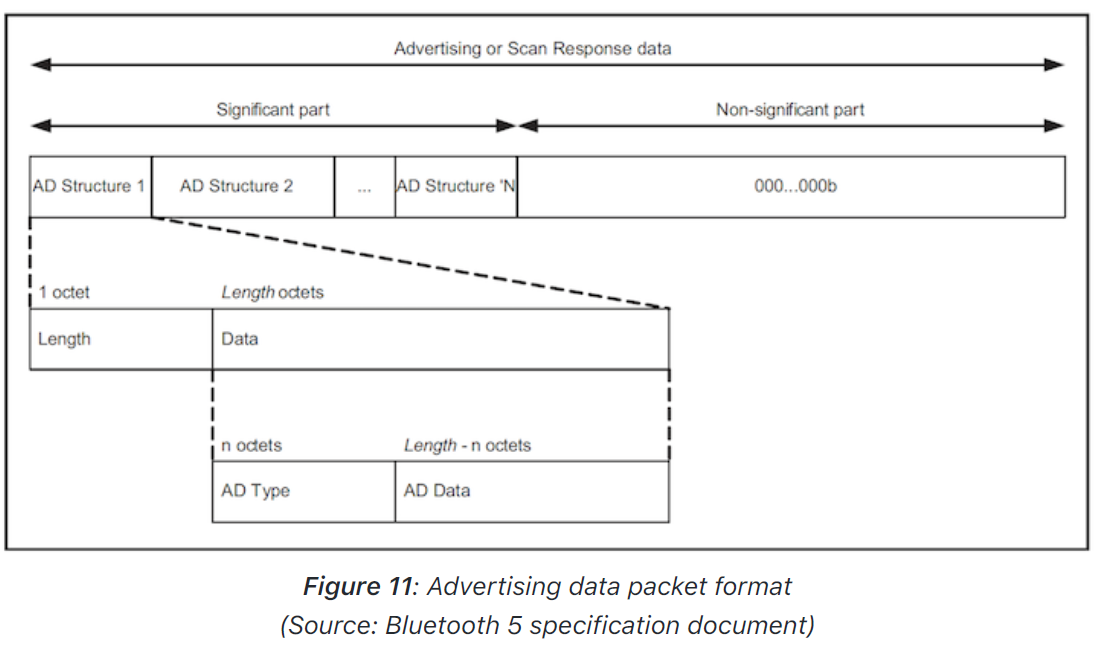 Advertising or Scan Response data
Significant part
Non-significant part
AD Structure 1
AD Structure 2
...
AD Structure 'N
000...000b
1 octet
Length octets
Length
Data
n octets
Length - n octets
AD Type
AD Data
Figure 11: Advertising data packet format
(Source: Bluetooth 5 specification document)